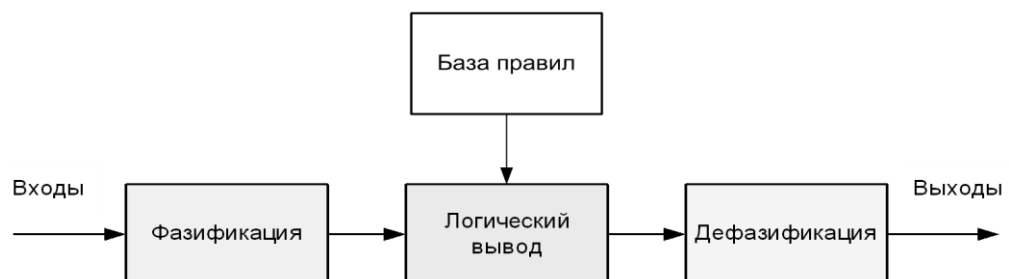 База правил
Входы
Выходы
Фазификация
Логический
вывод
Дефазификация